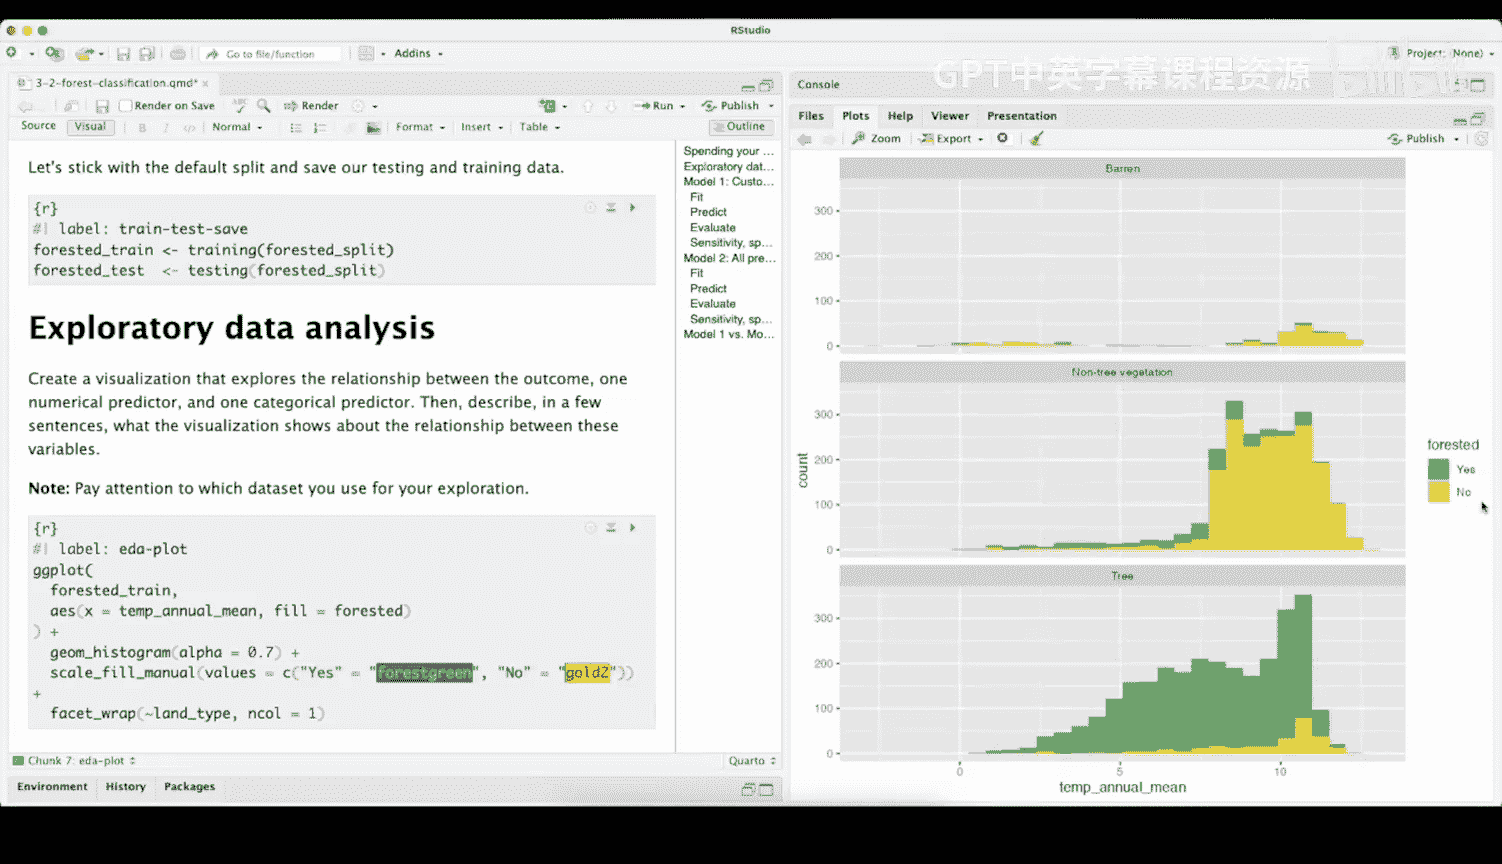 RStudio
Go to file/function
Addins
Project: (None)
GPT中英字幕课程资源
3-2-forest-classification.qmd*
Render on Save
Render
Run
Publish
Source
Visual
B
I
Normal
Format
Insert
Table
Outline
Let's stick with the default split and save our testing and training data.
{r}
#| label: train-test-save
forested_train <- training(forested_split)
forested_test <- testing(forested_split)
Exploratory data analysis
Create a visualization that explores the relationship between the outcome, one
numerical predictor, and one categorical predictor. Then, describe, in a few
sentences, what the visualization shows about the relationship between these
variables.
Note: Pay attention to which dataset you use for your exploration.
{r}
#| label: eda-plot
ggplot(
forested_train,
aes(x = temp_annual_mean, fill = forested)
) +
geom_histogram(alpha = 0.7) +
scale_fill_manual(values = c("Yes" = "forestgreen", "No" = "gold2"))
+
facet_wrap(~land_type, ncol = 1)
Chunk 7: eda-plot
Quarto
Environment
History
Packages
Spending your ...
Exploratory dat...
Model 1: Custo...
Fit
Predict
Evaluate
Sensitivity, sp...
Model 2: All pre...
Fit
Predict
Evaluate
Sensitivity, sp...
Model 1 vs. Mo...
Console
Files
Plots
Help
Viewer
Presentation
Zoom
Export
Publish
Barren
300
200
100
0
Non-tree vegetation
300
200
100
0
count
Tree
300
200
100
0
0
5
10
temp_annual_mean
forested
Yes
No